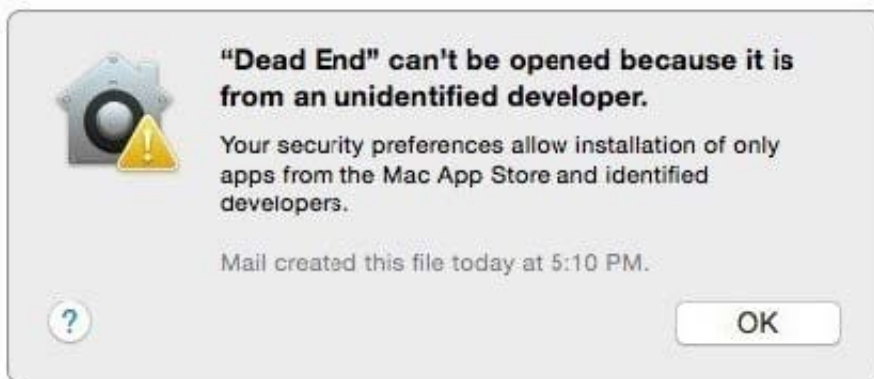 “Dead End” can't be opened because it is
from an unidentified developer.
Your security preferences allow installation of only
apps from the Mac App Store and identified
developers.
Mail created this file today at 5:10 PM.
?
OK